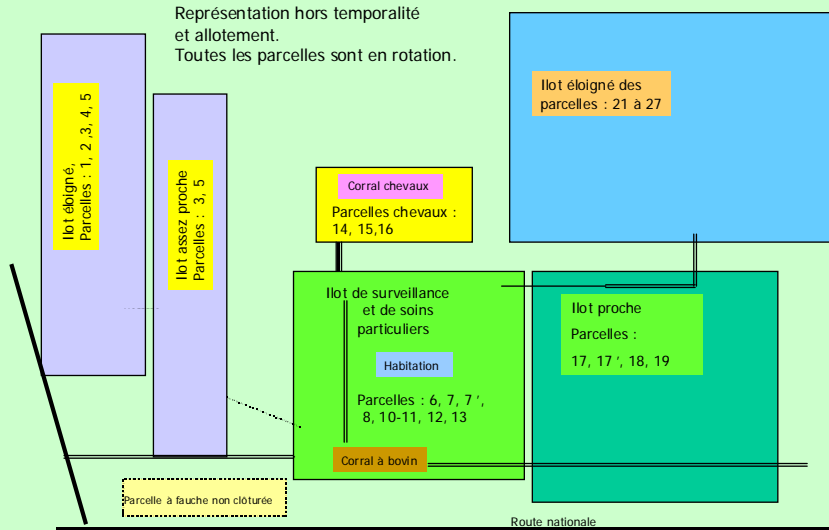 Représentation hors temporalité
et allotement.
Toutes les parcelles sont en rotation.
Ilot éloigné,
Parcelles : 1, 2 ,3, 4, 5
Ilot assez proche
Parcelles : 3, 5
Corral chevaux
Parcelles chevaux :
14, 15,16
Ilot éloigné des
parcelles : 21 à 27
Ilot de surveillance
et de soins
particuliers
Habitation
Parcelles : 6, 7, 7 ‘,
8, 10-11, 12, 13
Corral à bovin
Ilot proche
Parcelles :
17, 17 ‘, 18, 19
Parcelle à fauche non clôturée
Route nationale